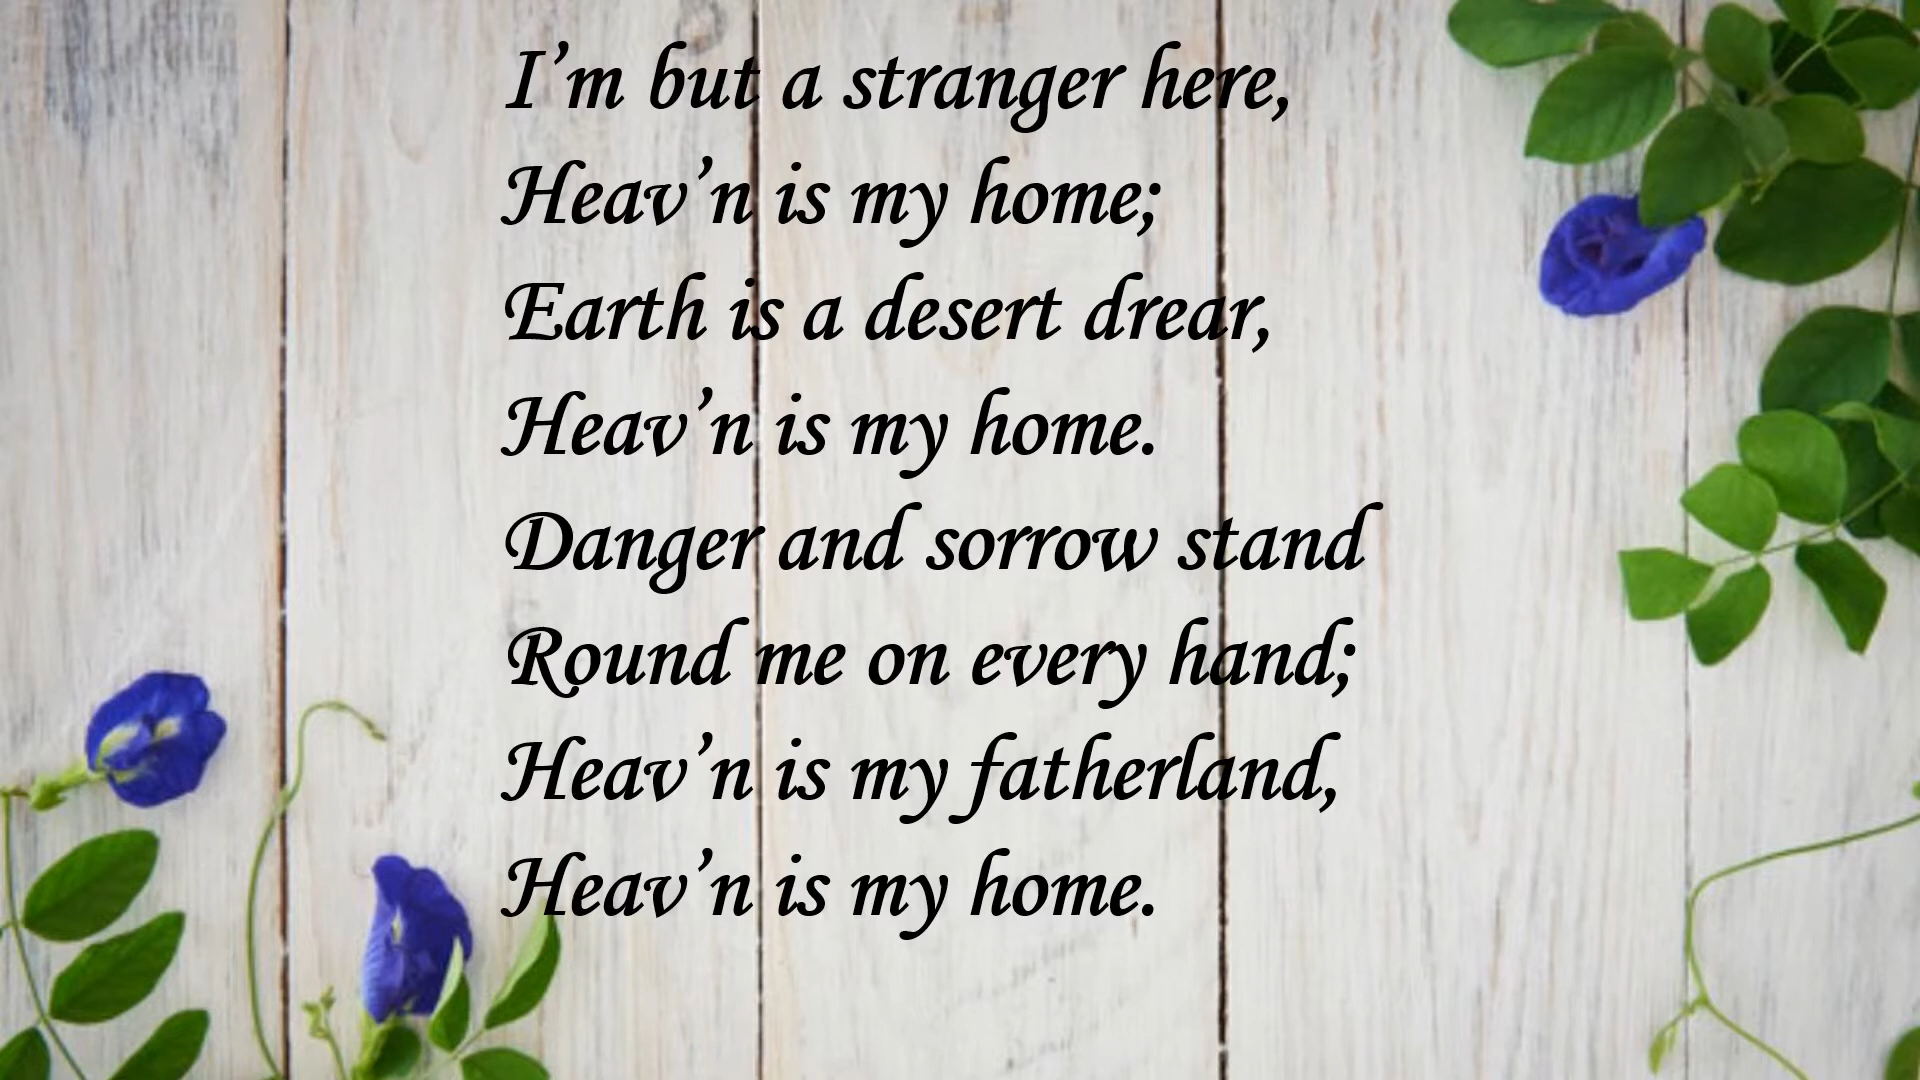 I’m but a stranger here,
Heav’n is my home;
Earth is a desert drear,
Heav’n is my home.
Danger and sorrow stand
Round me on every hand;
Heav’n is my fatherland,
Heav’n is my home.